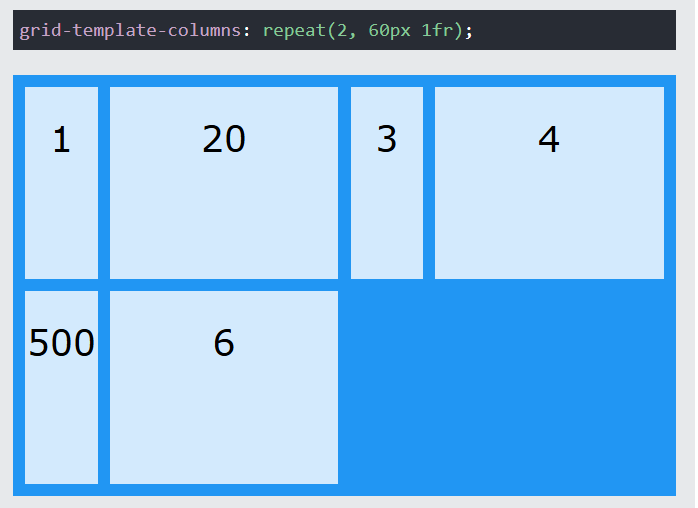 grid-template-columns: repeat(2, 60px 1fr);
1 20 3 4
500 6